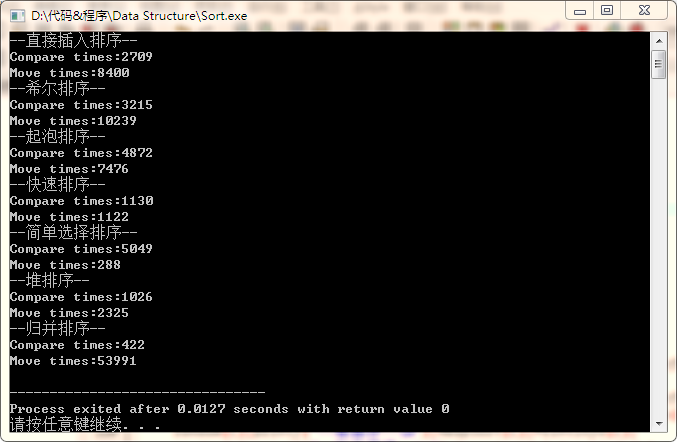 D:\代码&程序\Data Structure\Sort.exe
--直接插入排序--
Compare times:2709
Move times:8400
--希尔排序--
Compare times:3215
Move times:10239
--起泡排序--
Compare times:4872
Move times:7476
--快速排序--
Compare times:1130
Move times:1122
--简单选择排序--
Compare times:5049
Move times:288
--堆排序--
Compare times:1026
Move times:2325
--归并排序--
Compare times:422
Move times:53991
--------------------------------
Process exited after 0.0127 seconds with return value 0
请按任意键继续. . .